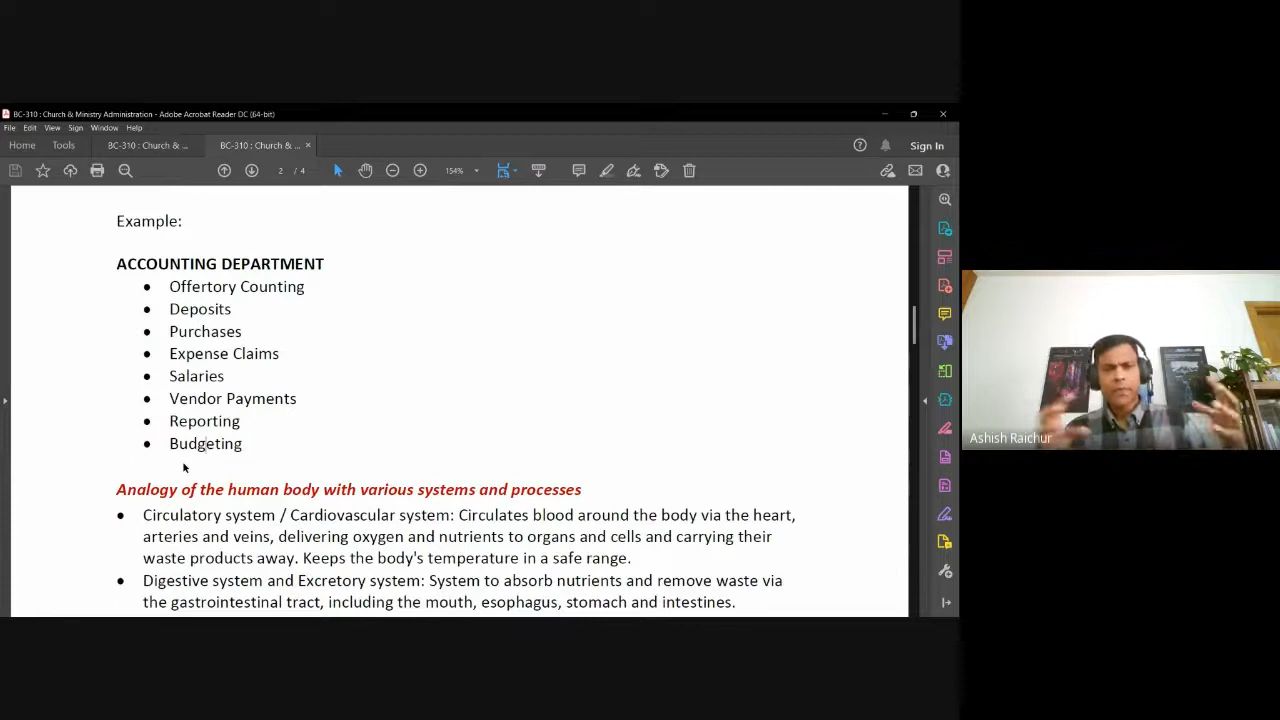 BC-310 : Church & Ministry Administration - Adobe Acrobat Reader DC (64-bit)
File Edit View Window Help
Home Tools BC-310 : Church & ... BC-310 : Church & ... × Sign In
2 / 4 154%
Example:
ACCOUNTING DEPARTMENT
• Offertory Counting
• Deposits
• Purchases
• Expense Claims
• Salaries
• Vendor Payments
• Reporting
• Budgeting
Analogy of the human body with various systems and processes
• Circulatory system / Cardiovascular system: Circulates blood around the body via the heart,
arteries and veins, delivering oxygen and nutrients to organs and cells and carrying their
waste products away. Keeps the body's temperature in a safe range.
• Digestive system and Excretory system: System to absorb nutrients and remove waste via
the gastrointestinal tract, including the mouth, esophagus, stomach and intestines.
Ashish Raichur